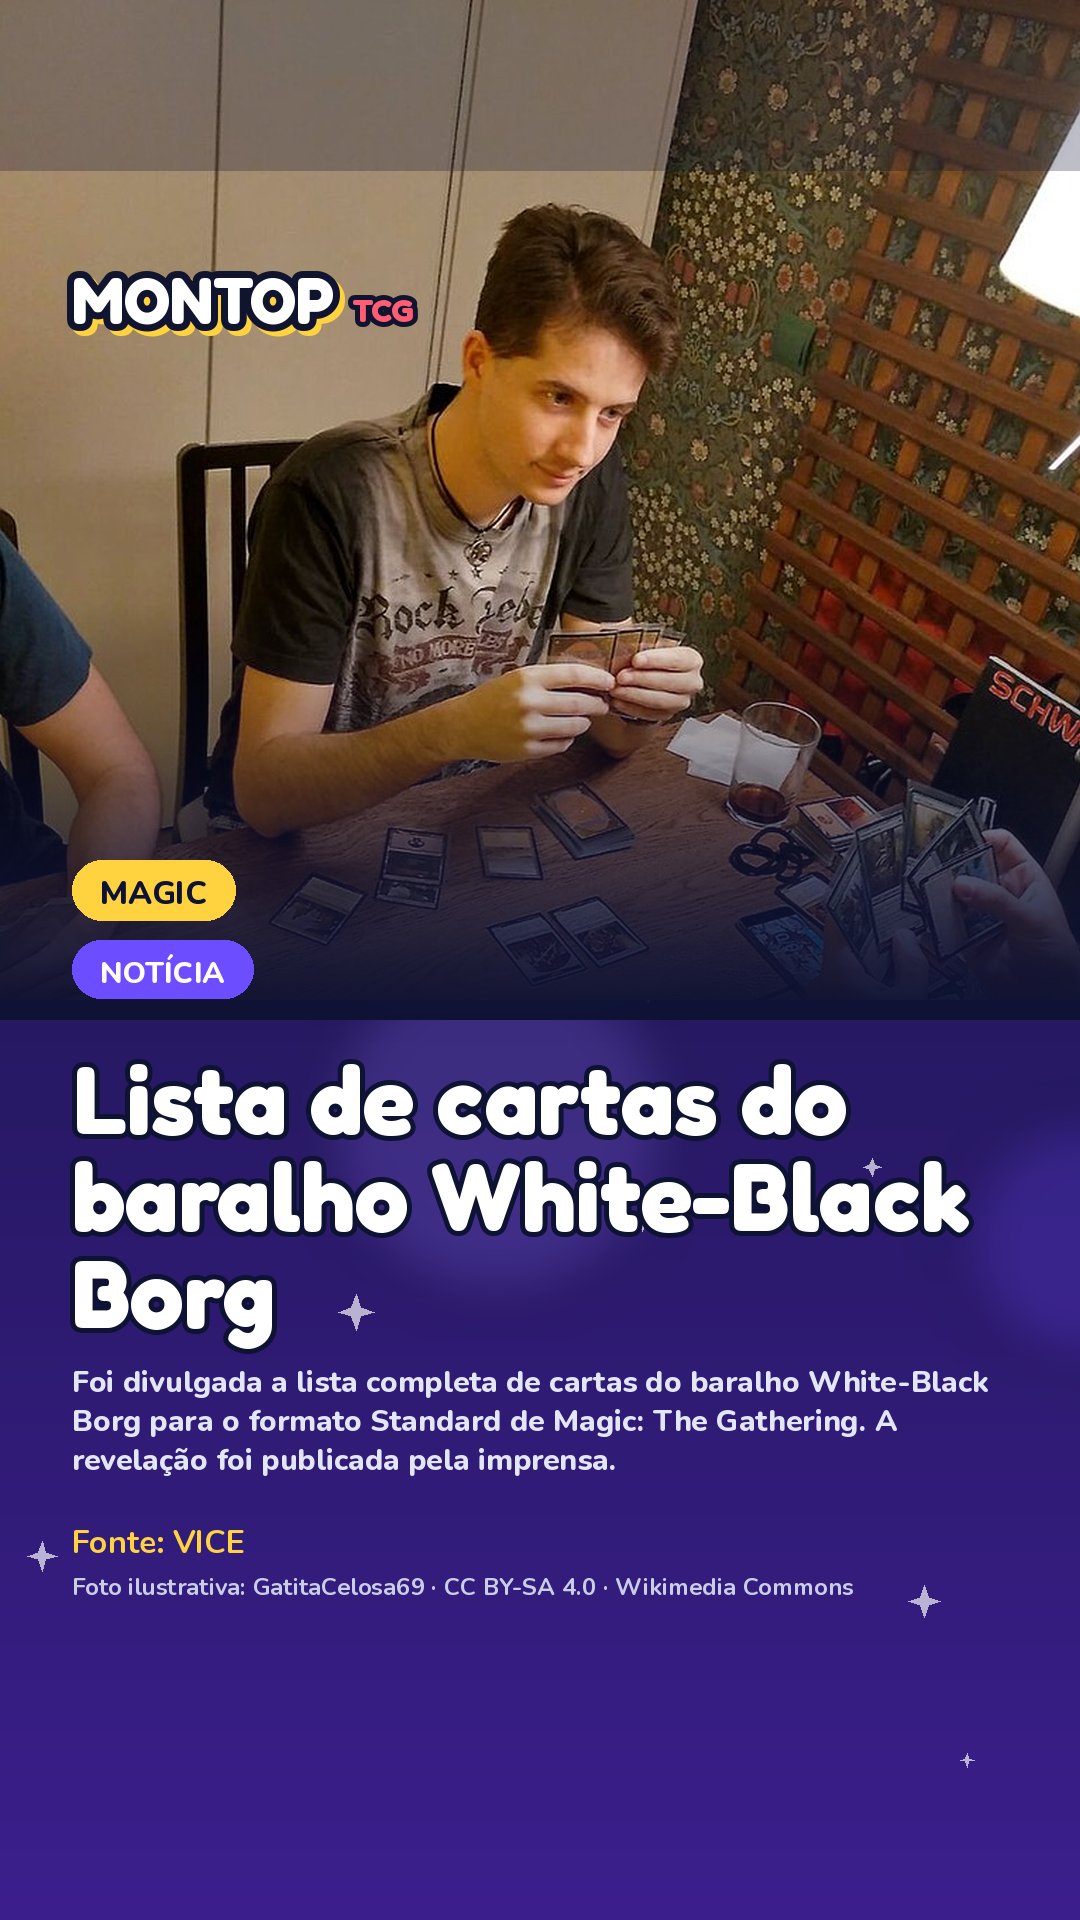 MONTOP TCG
Rock Rebel
NO MORE
SCHW
MAGIC
NOTÍCIA
Lista de cartas do
baralho White-Black
Borg
Foi divulgada a lista completa de cartas do baralho White-Black
Borg para o formato Standard de Magic: The Gathering. A
revelação foi publicada pela imprensa.
Fonte: VICE
Foto ilustrativa: GatitaCelosa69 · CC BY-SA 4.0 · Wikimedia Commons